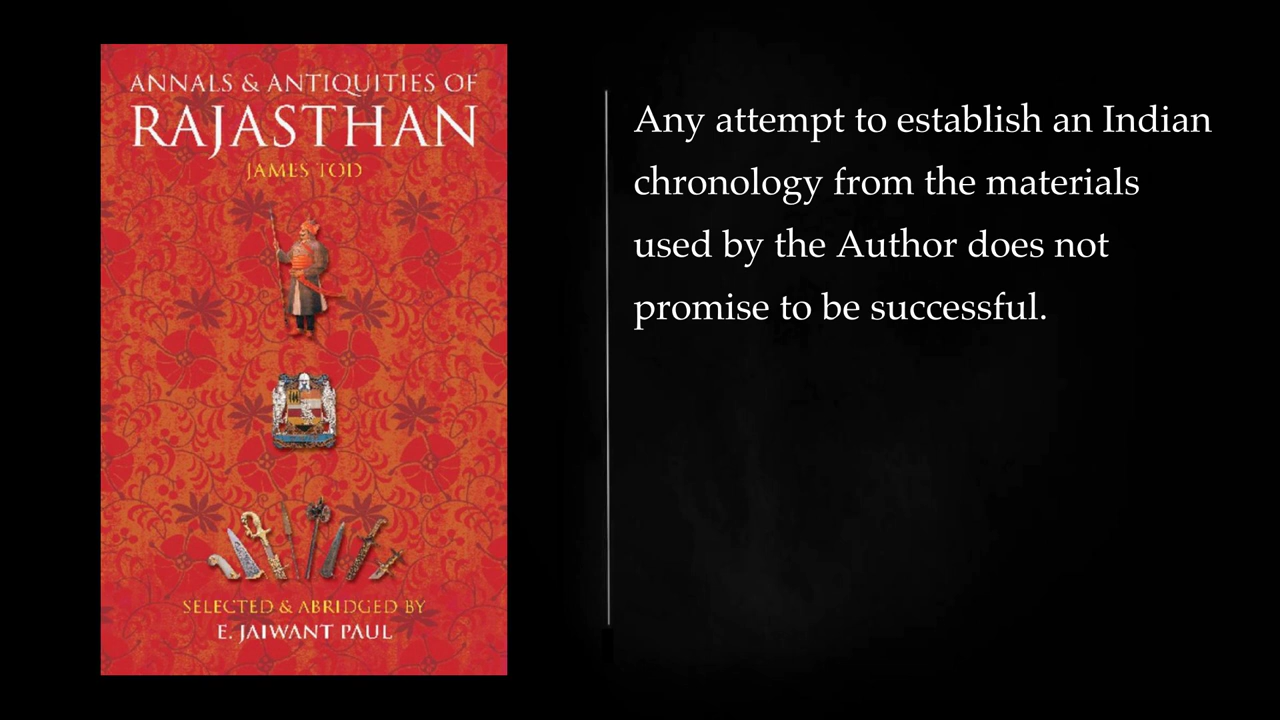 ANNALS & ANTIQUITIES OF
RAJASTHAN
JAMES TOD
SELECTED & ABRIDGED BY
E. JAIWANT PAUL
Any attempt to establish an Indian
chronology from the materials
used by the Author does not
promise to be successful.